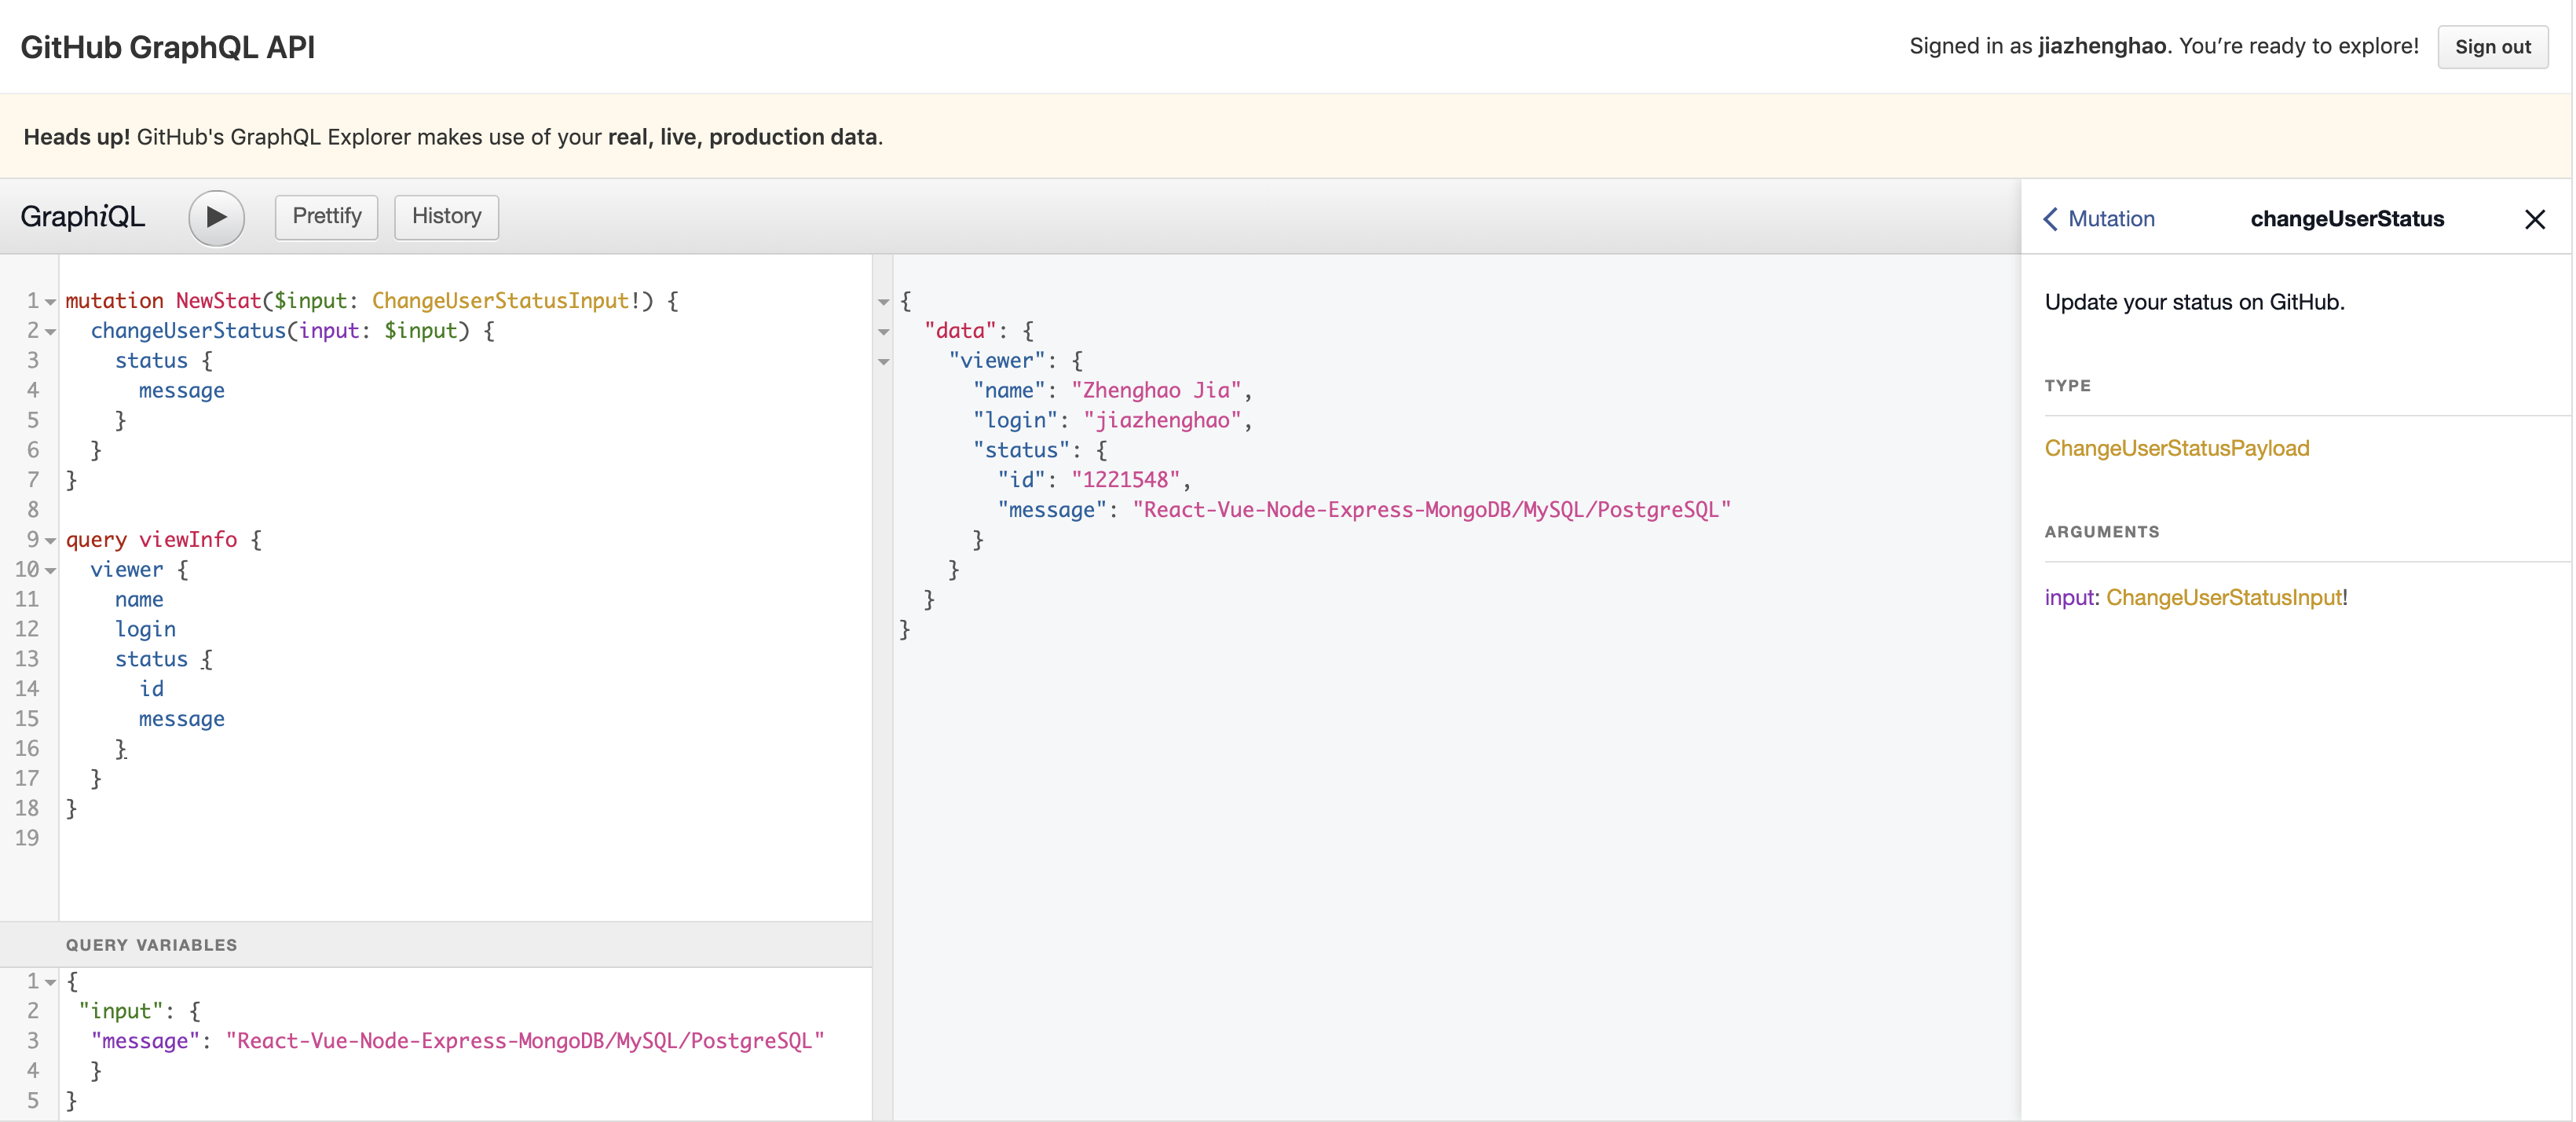 GitHub GraphQL API
Signed in as jiazhenghao. You’re ready to explore!
Sign out
Heads up! GitHub's GraphQL Explorer makes use of your real, live, production data.
GraphiQL
Prettify
History
1 mutation NewStat($input: ChangeUserStatusInput!) {
2   changeUserStatus(input: $input) {
3     status {
4       message
5     }
6   }
7 }
8
9 query viewInfo {
10   viewer {
11     name
12     login
13     status {
14       id
15       message
16     }
17   }
18 }
19
QUERY VARIABLES
1 {
2  "input": {
3   "message": "React-Vue-Node-Express-MongoDB/MySQL/PostgreSQL"
4   }
5 }
{
  "data": {
    "viewer": {
      "name": "Zhenghao Jia",
      "login": "jiazhenghao",
      "status": {
        "id": "1221548",
        "message": "React-Vue-Node-Express-MongoDB/MySQL/PostgreSQL"
      }
    }
  }
}
Mutation
changeUserStatus
Update your status on GitHub.
TYPE
ChangeUserStatusPayload
ARGUMENTS
input: ChangeUserStatusInput!